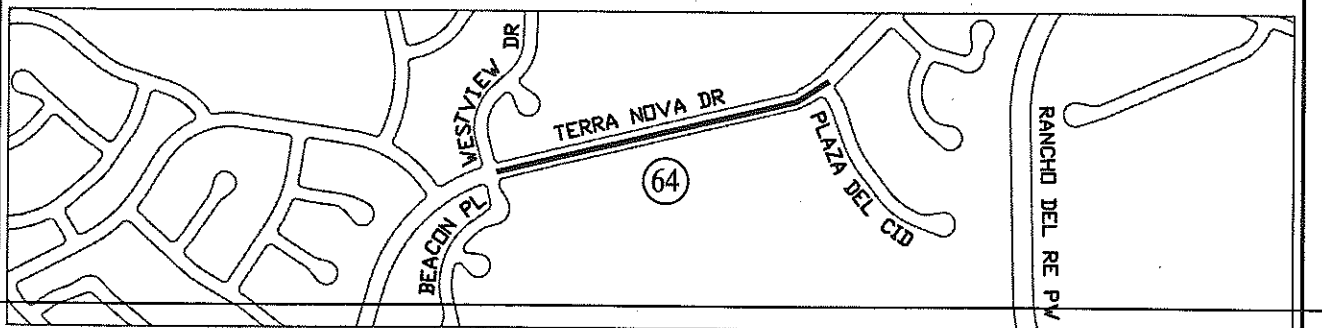 WESTVIEW DR
TERRA NOVA DR
64
PLAZA DEL CID
BEACON PL
RANCHO DEL RE PW